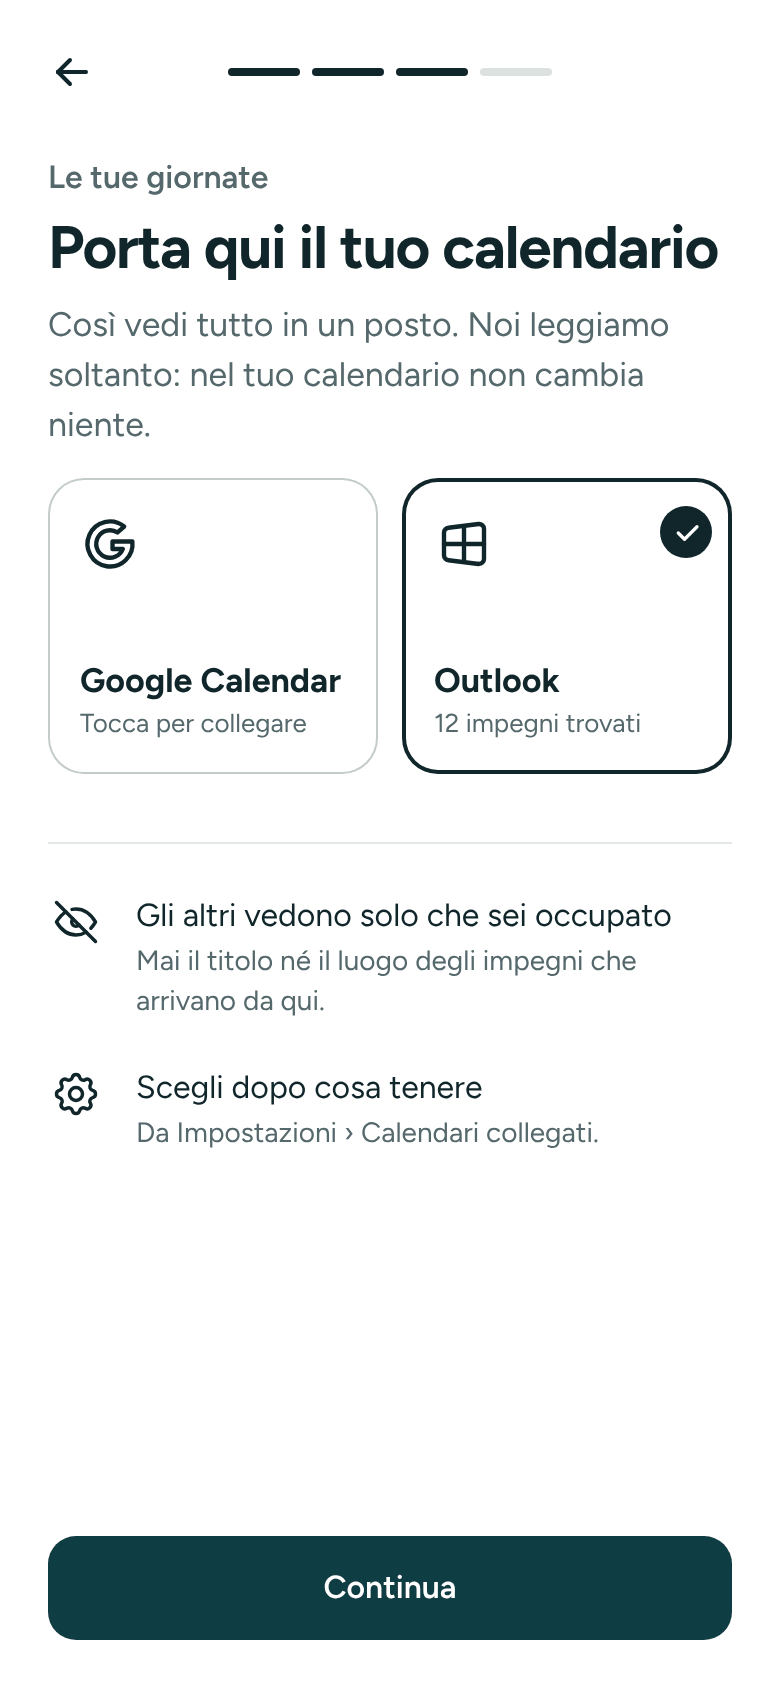 Le tue giornate
Porta qui il tuo calendario
Così vedi tutto in un posto. Noi leggiamo
soltanto: nel tuo calendario non cambia
niente.
Google Calendar
Tocca per collegare
Outlook
12 impegni trovati
Gli altri vedono solo che sei occupato
Mai il titolo né il luogo degli impegni che
arrivano da qui.
Scegli dopo cosa tenere
Da Impostazioni › Calendari collegati.
Continua